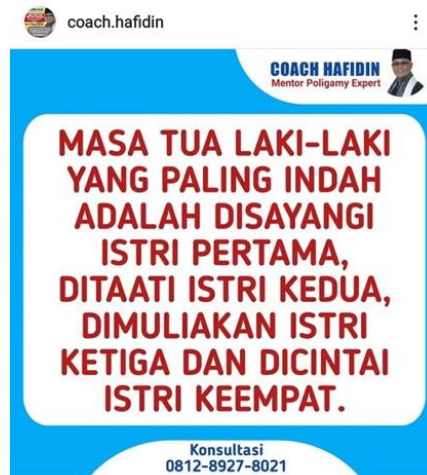 coach.hafidin
COACH HAFIDIN
Mentor Poligamy Expert
MASA TUA LAKI-LAKI
YANG PALING INDAH
ADALAH DISAYANGI
ISTRI PERTAMA,
DITAATI ISTRI KEDUA,
DIMULIAKAN ISTRI
KETIGA DAN DICINTAI
ISTRI KEEMPAT.
Konsultasi
0812-8927-8021